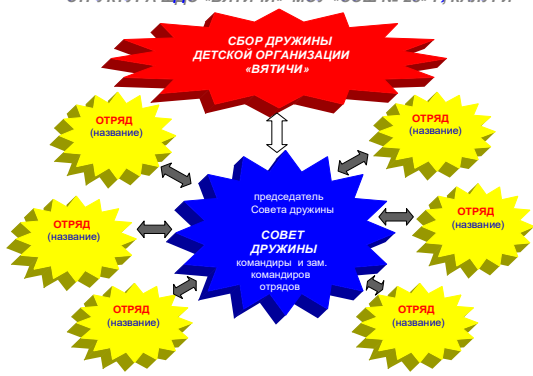 СБОР ДРУЖИНЫ
ДЕТСКОЙ ОРГАНИЗАЦИИ
«ВЯТИЧИ»
ОТРЯД
(название)
ОТРЯД
(название)
председатель
Совета дружины
СОВЕТ
ДРУЖИНЫ
командиры и зам.
командиров
отрядов
ОТРЯД
(название)
ОТРЯД
(название)
ОТРЯД
(название)
ОТРЯД
(название)